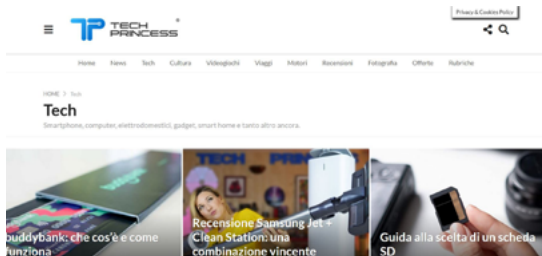 Privacy & Cookies Policy
TECH
PRINCESS
Home News Tech Cultura Videogiochi Viaggi Motori Recensioni Fotografia Offerte Rubriche
HOME > Tech
Tech
Smartphone, computer, elettrodomestici, gadget, smart home e tanto altro ancora.
TECH PRIN
buddybank: che cos'è e come
funziona
Recensione Samsung Jet +
Clean Station: una
combinazione vincente
Guida alla scelta di un scheda
SD